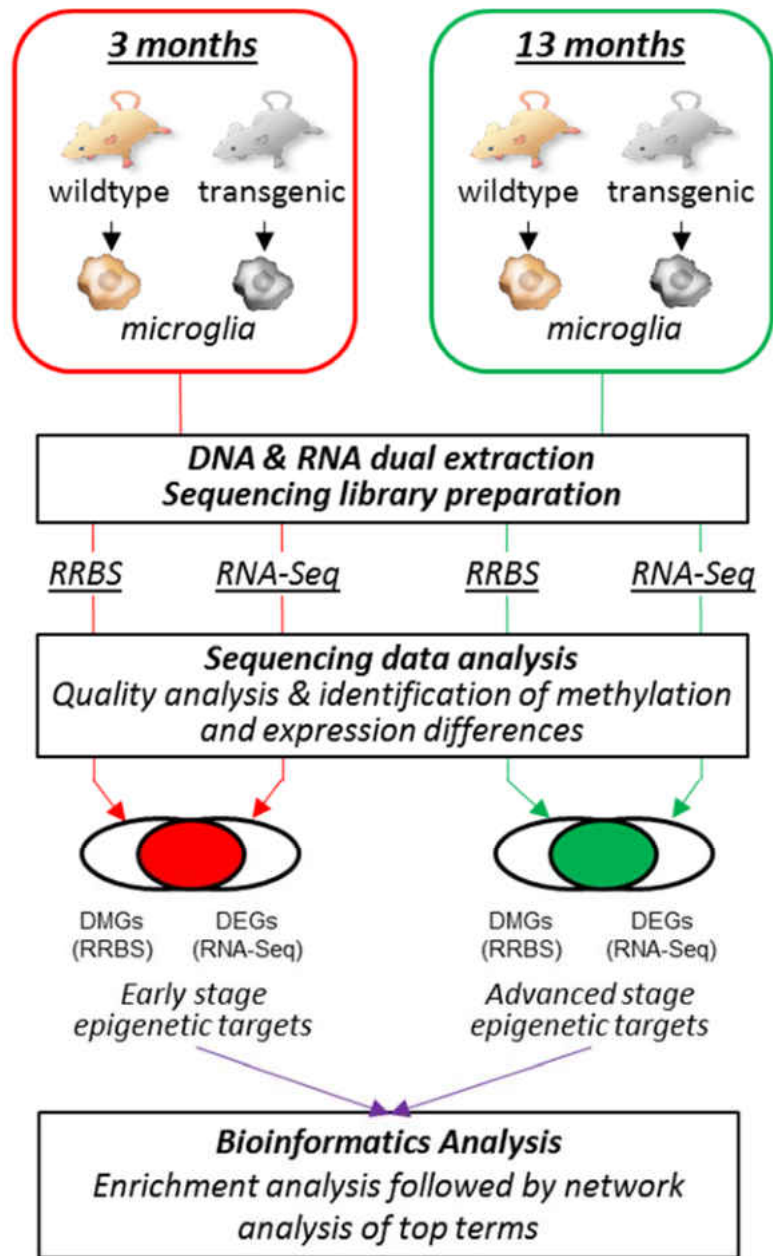 3 months
13 months
wildtype
transgenic
wildtype
transgenic
microglia
microglia
DNA & RNA dual extraction
Sequencing library preparation
RRBS
RNA-Seq
RRBS
RNA-Seq
Sequencing data analysis
Quality analysis & identification of methylation
and expression differences
DMGs
(RRBS)
DEGs
(RNA-Seq)
DMGs
(RRBS)
DEGs
(RNA-Seq)
Early stage
epigenetic targets
Advanced stage
epigenetic targets
Bioinformatics Analysis
Enrichment analysis followed by network
analysis of top terms